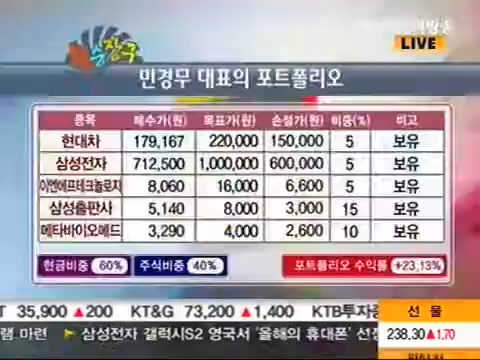 LIVE
민경무 대표의 포트폴리오
종목 매수가(원) 목표가(원) 손절가(원) 비중(%) 비고
현대차 179,167 220,000 150,000 5 보유
삼성전자 712,500 1,000,000 600,000 5 보유
이엔에프테크놀로지 8,060 16,000 6,600 5 보유
삼성출판사 5,140 8,000 3,000 15 보유
메타바이오메드 3,290 4,000 2,600 10 보유
현금비중 60% 주식비중 40% 포트폴리오 수익률 +23,13%
T 35,900 ▲200 KT&G 73,200 ▲1,400 KTB투자증 선 물
램 마련 ▶ 삼성전자 갤럭시S2 영국서 '올해의 휴대폰' 선정 238.30 ▲1.70